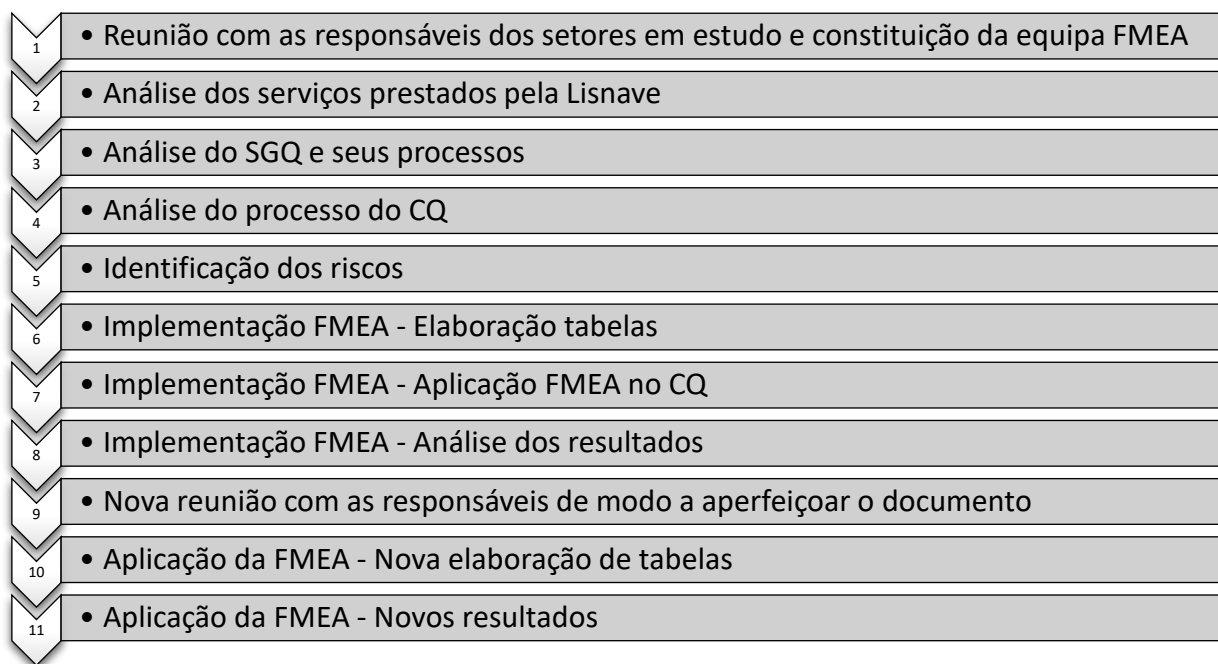 1 • Reunião com as responsáveis dos setores em estudo e constituição da equipa FMEA
2 • Análise dos serviços prestados pela Lisnave
3 • Análise do SGQ e seus processos
4 • Análise do processo do CQ
5 • Identificação dos riscos
6 • Implementação FMEA - Elaboração tabelas
7 • Implementação FMEA - Aplicação FMEA no CQ
8 • Implementação FMEA - Análise dos resultados
9 • Nova reunião com as responsáveis de modo a aperfeiçoar o documento
10 • Aplicação da FMEA - Nova elaboração de tabelas
11 • Aplicação da FMEA - Novos resultados